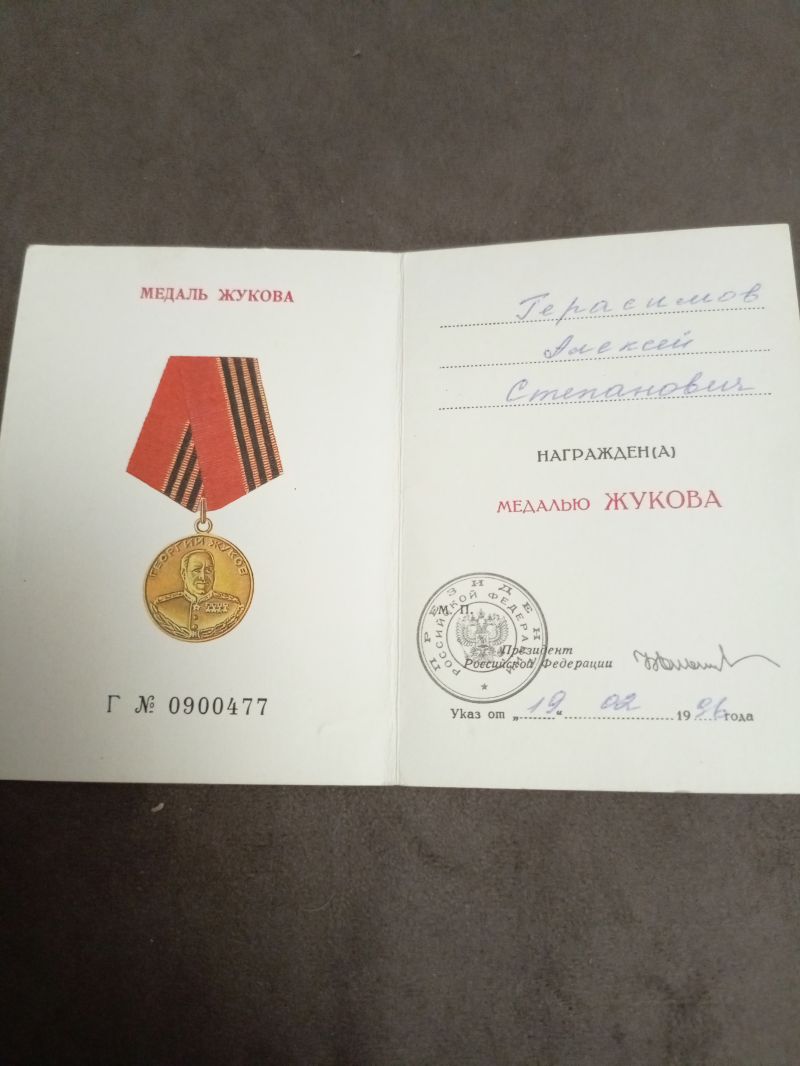 МЕДАЛЬ ЖУКОВА
ГЕОРГИЙ ЖУКОВ
Г № 0900477
Герасимов
Алексей
Степанович
НАГРАЖДЕН(А)
МЕДАЛЬЮ ЖУКОВА
ПРЕЗИДЕНТ
РОССИЙСКОЙ ФЕДЕРАЦИИ
М. П.
Президент
Российской Федерации
Указ от „19“ 02 1996 года